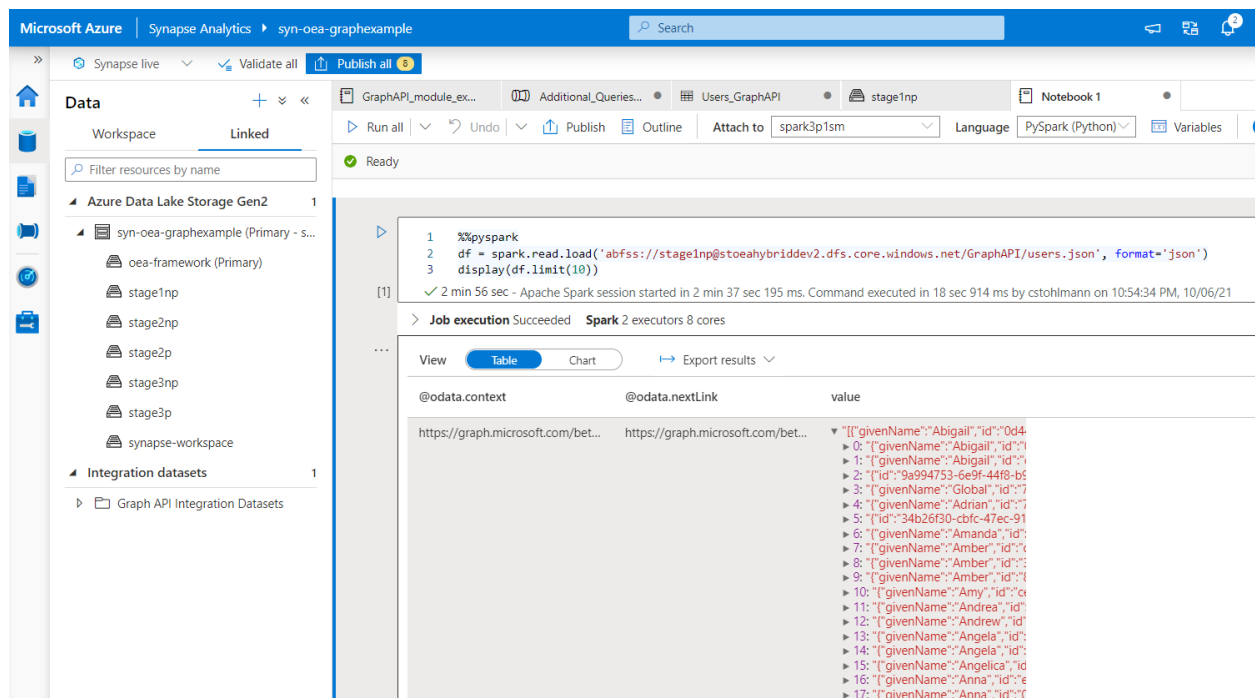 Microsoft Azure Synapse Analytics syn-oea-graphexample Search 2
Synapse live Validate all Publish all 8
Data
Workspace Linked
Filter resources by name
Azure Data Lake Storage Gen2 1
syn-oea-graphexample (Primary - s...
oea-framework (Primary)
stage1np
stage2np
stage2p
stage3np
stage3p
synapse-workspace
Integration datasets 1
Graph API Integration Datasets
GraphAPI_module_ex... Additional_Queries... Users_GraphAPI stage1np Notebook 1
Run all Undo Publish Outline Attach to spark3p1sm Language PySpark (Python) Variables
Ready
1 %%pyspark
2 df = spark.read.load('abfss://stage1np@stoeahybriddev2.dfs.core.windows.net/GraphAPI/users.json', format='json')
3 display(df.limit(10))
[1] 2 min 56 sec - Apache Spark session started in 2 min 37 sec 195 ms. Command executed in 18 sec 914 ms by cstohlmann on 10:54:34 PM, 10/06/21
Job execution Succeeded Spark 2 executors 8 cores
View Table Chart Export results
@odata.context @odata.nextLink value
https://graph.microsoft.com/bet... https://graph.microsoft.com/bet... "[{"givenName":"Abigail","id":"0d4
0: "{"givenName":"Abigail","id":"
1: "{"givenName":"Abigail","id":"
2: "{"id":"9a994753-6e9f-44f8-b9
3: "{"givenName":"Global","id":"7
4: "{"givenName":"Adrian","id":"7
5: "{"id":"34b26f30-cbfc-47ec-91
6: "{"givenName":"Amanda","id":
7: "{"givenName":"Amber","id":"
8: "{"givenName":"Amber","id":"3
9: "{"givenName":"Amber","id":"8
10: "{"givenName":"Amy","id":"ce
11: "{"givenName":"Andrea","id":
12: "{"givenName":"Andrew","id"
13: "{"givenName":"Angela","id":
14: "{"givenName":"Angela","id":
15: "{"givenName":"Angelica","id
16: "{"givenName":"Anna","id":"e
17: "{"givenName":"Anna","id":"0